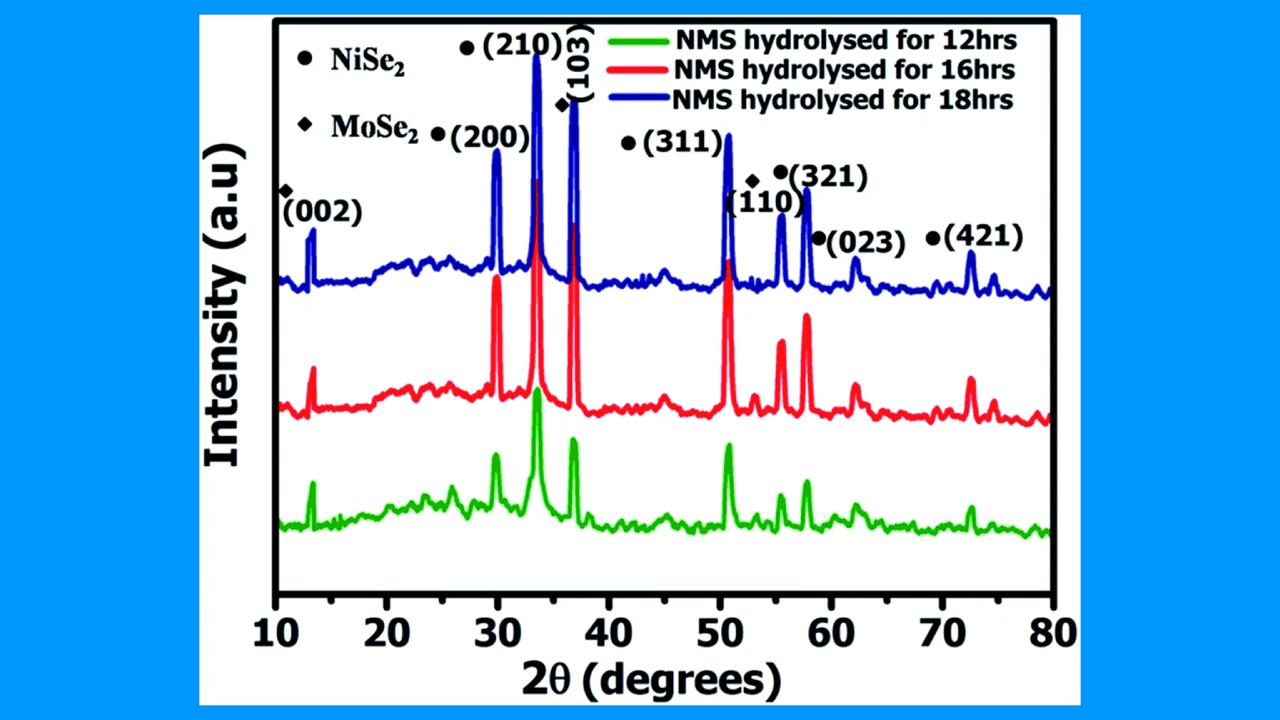 ● NiSe₂
◆ MoSe₂
NMS hydrolysed for 12hrs
NMS hydrolysed for 16hrs
NMS hydrolysed for 18hrs
◆
(002)
● (200)
● (210)
◆ (103)
● (311)
◆
(110)
● (321)
● (023)
● (421)
Intensity (a.u)
10 20 30 40 50 60 70 80
2θ (degrees)